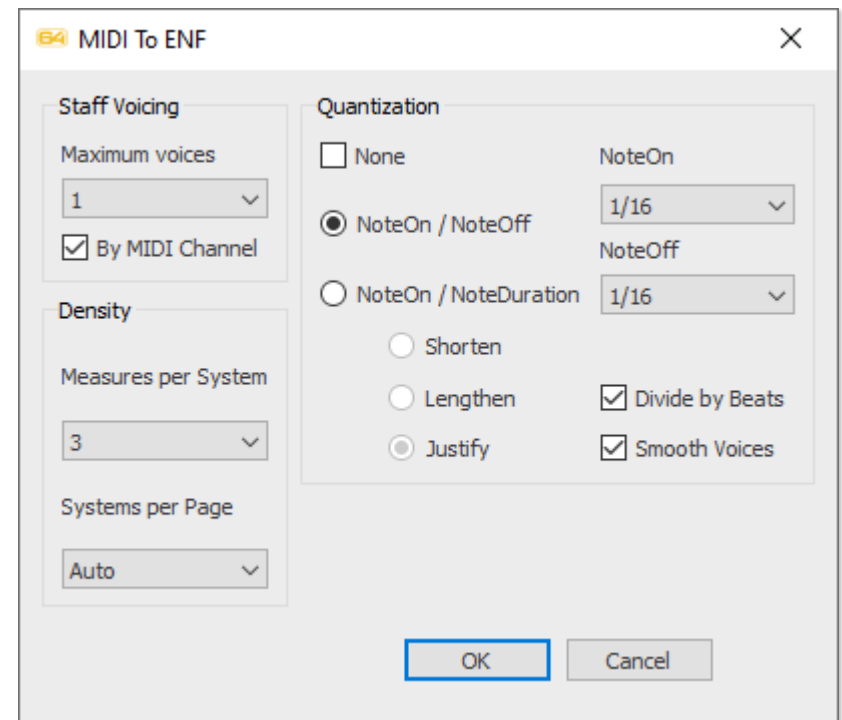 64 MIDI To ENF
Staff Voicing
Maximum voices
1
By MIDI Channel
Density
Measures per System
3
Systems per Page
Auto
Quantization
None
NoteOn
1/16
NoteOn / NoteOff
NoteOff
NoteOn / NoteDuration
1/16
Shorten
Lengthen
Divide by Beats
Justify
Smooth Voices
OK
Cancel